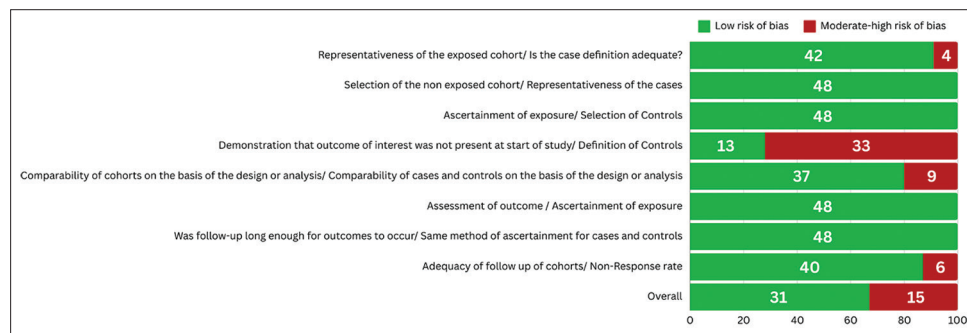 Low risk of bias Moderate-high risk of bias
Representativeness of the exposed cohort/ Is the case definition adequate? 42 4
Selection of the non exposed cohort/ Representativeness of the cases 48
Ascertainment of exposure/ Selection of Controls 48
Demonstration that outcome of interest was not present at start of study/ Definition of Controls 13 33
Comparability of cohorts on the basis of the design or analysis/ Comparability of cases and controls on the basis of the design or analysis 37 9
Assessment of outcome / Ascertainment of exposure 48
Was follow-up long enough for outcomes to occur/ Same method of ascertainment for cases and controls 48
Adequacy of follow up of cohorts/ Non-Response rate 40 6
Overall 31 15
0 20 40 60 80 100